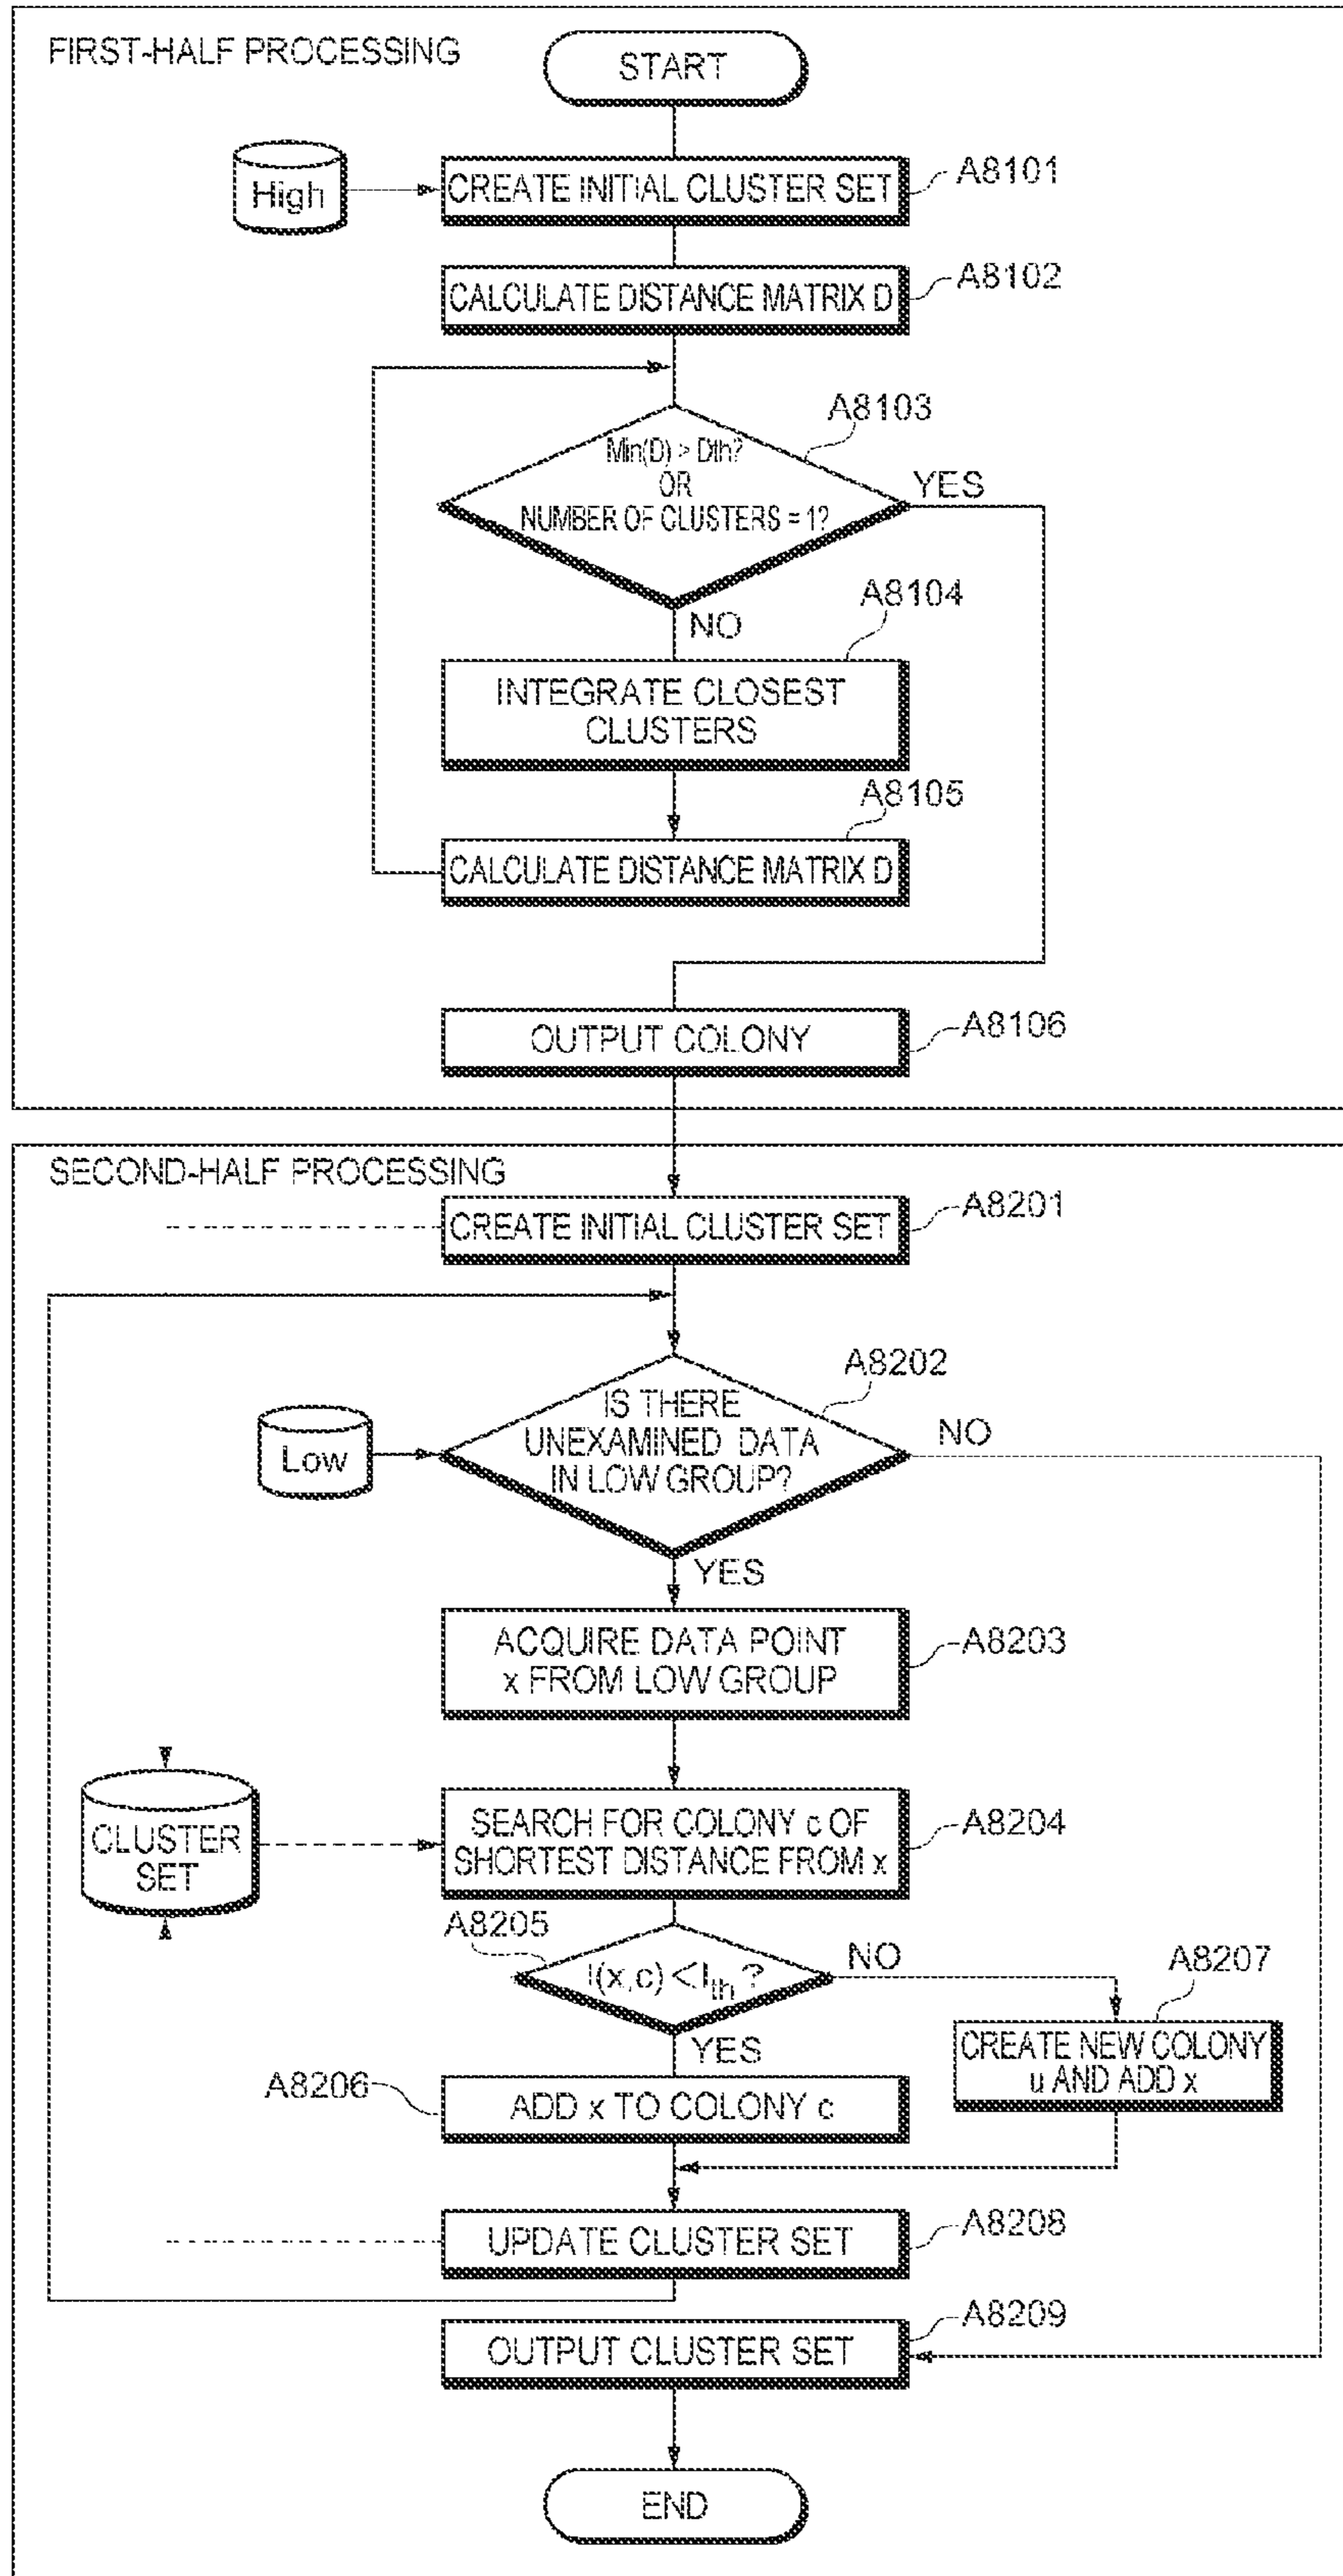 FIRST-HALF PROCESSING
START
High
CREATE INITIAL CLUSTER SET
A8101
CALCULATE DISTANCE MATRIX D
A8102
A8103
Min(D) > Dth?
OR
NUMBER OF CLUSTERS = 1?
YES
NO
A8104
INTEGRATE CLOSEST
CLUSTERS
A8105
CALCULATE DISTANCE MATRIX D
OUTPUT COLONY
A8106
SECOND-HALF PROCESSING
CREATE INITIAL CLUSTER SET
A8201
A8202
Low
IS THERE
UNEXAMINED DATA
IN LOW GROUP?
NO
YES
ACQUIRE DATA POINT
x FROM LOW GROUP
A8203
CLUSTER
SET
SEARCH FOR COLONY c OF
SHORTEST DISTANCE FROM x
A8204
A8205
l(x,c) < lth ?
NO
A8207
YES
CREATE NEW COLONY
u AND ADD x
A8206
ADD x TO COLONY c
UPDATE CLUSTER SET
A8208
A8209
OUTPUT CLUSTER SET
END